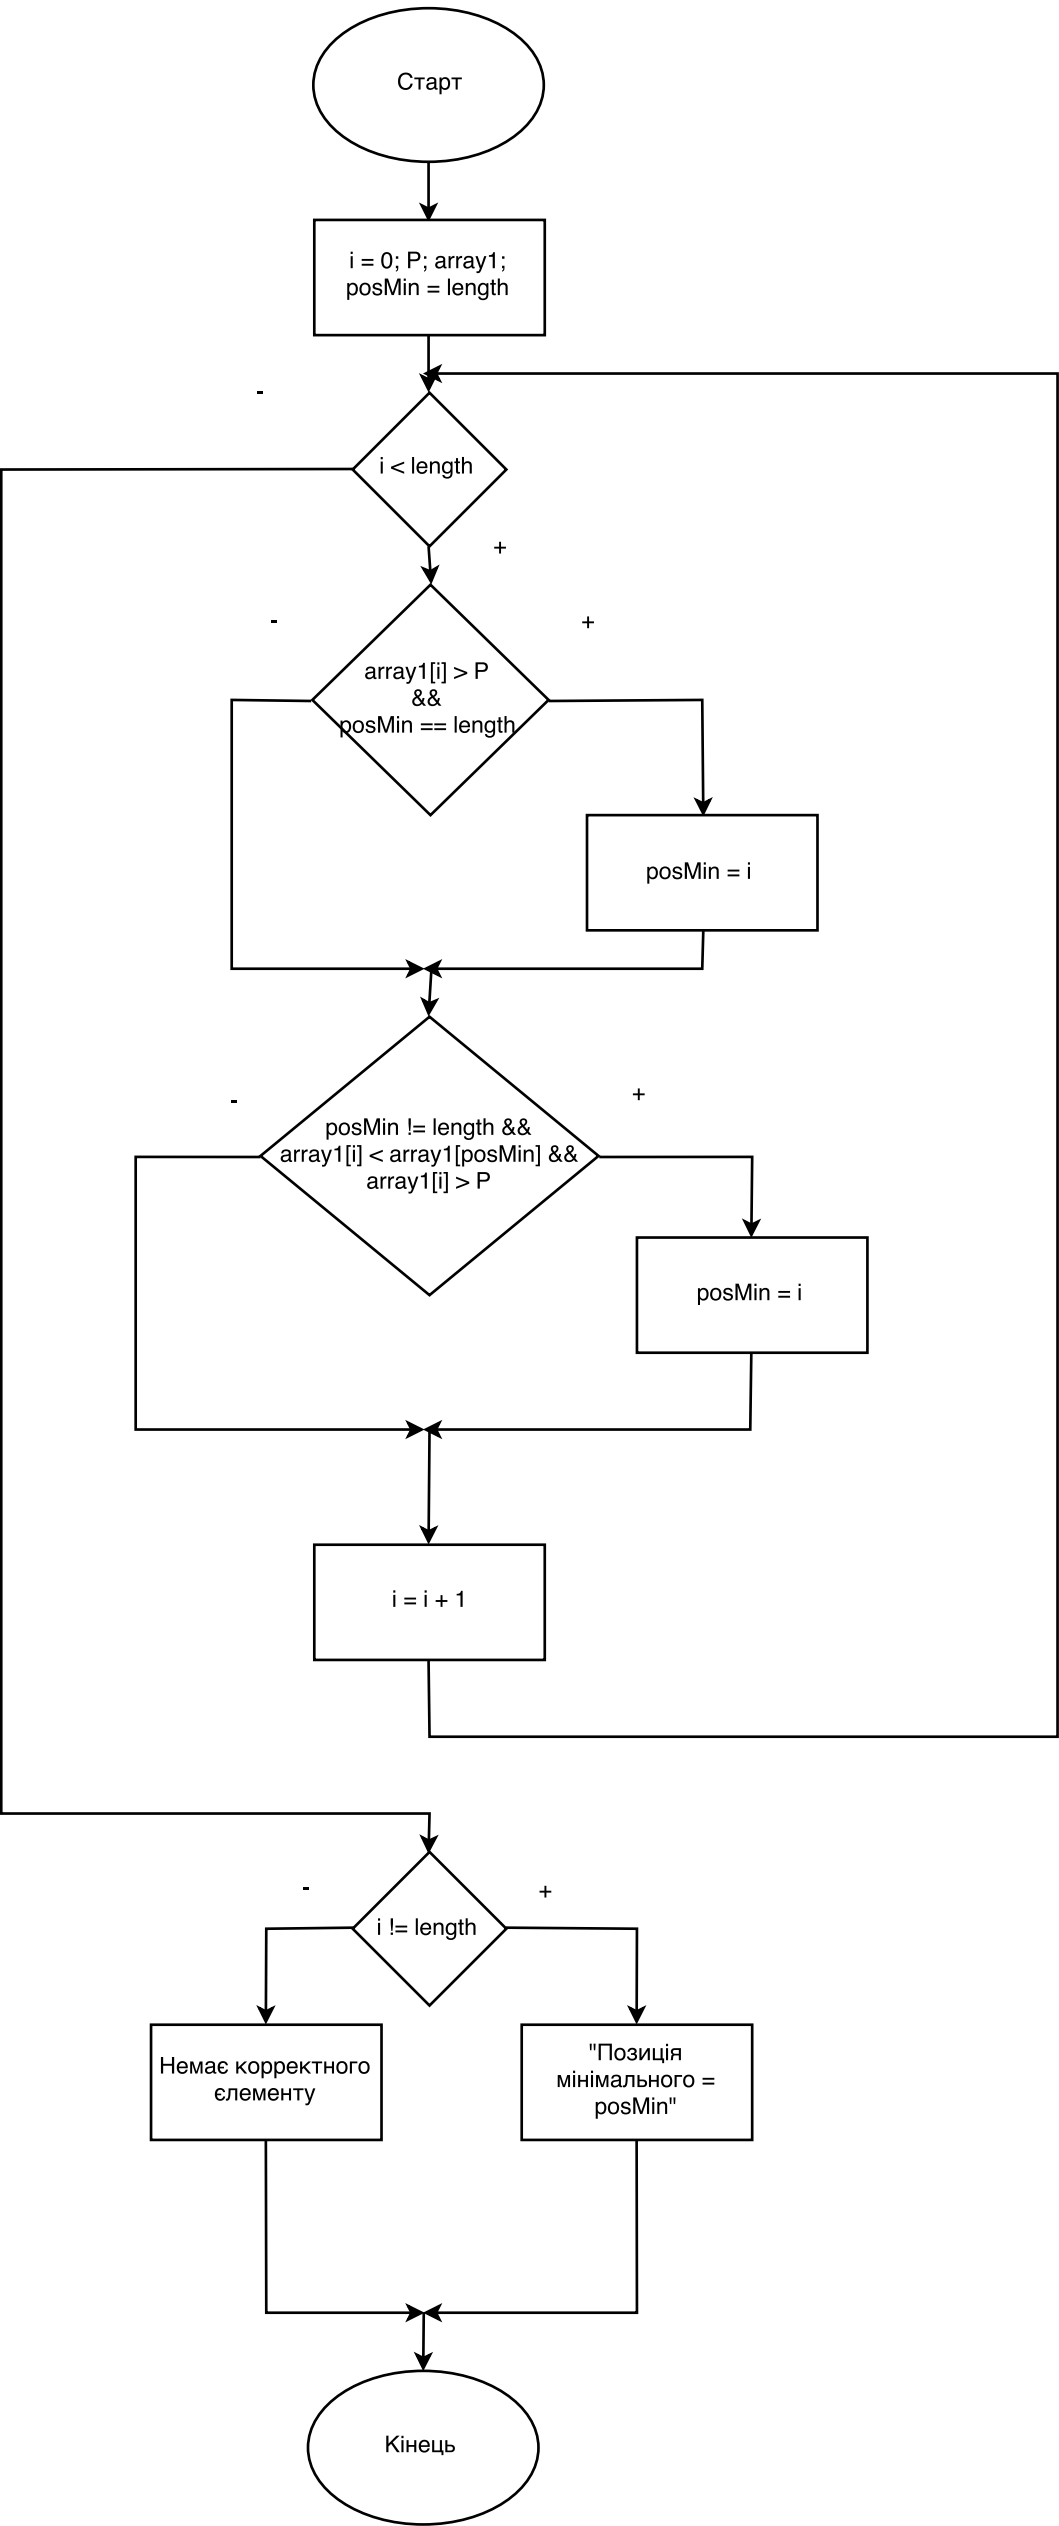 Старт
i = 0; P; array1;
posMin = length
-
i < length
+
-
+
array1[i] > P
&&
posMin == length
posMin = i
-
+
posMin != length &&
array1[i] < array1[posMin] &&
array1[i] > P
posMin = i
i = i + 1
-
+
i != length
Немає корректного
єлементу
"Позиція
мінімального =
posMin"
Кінець